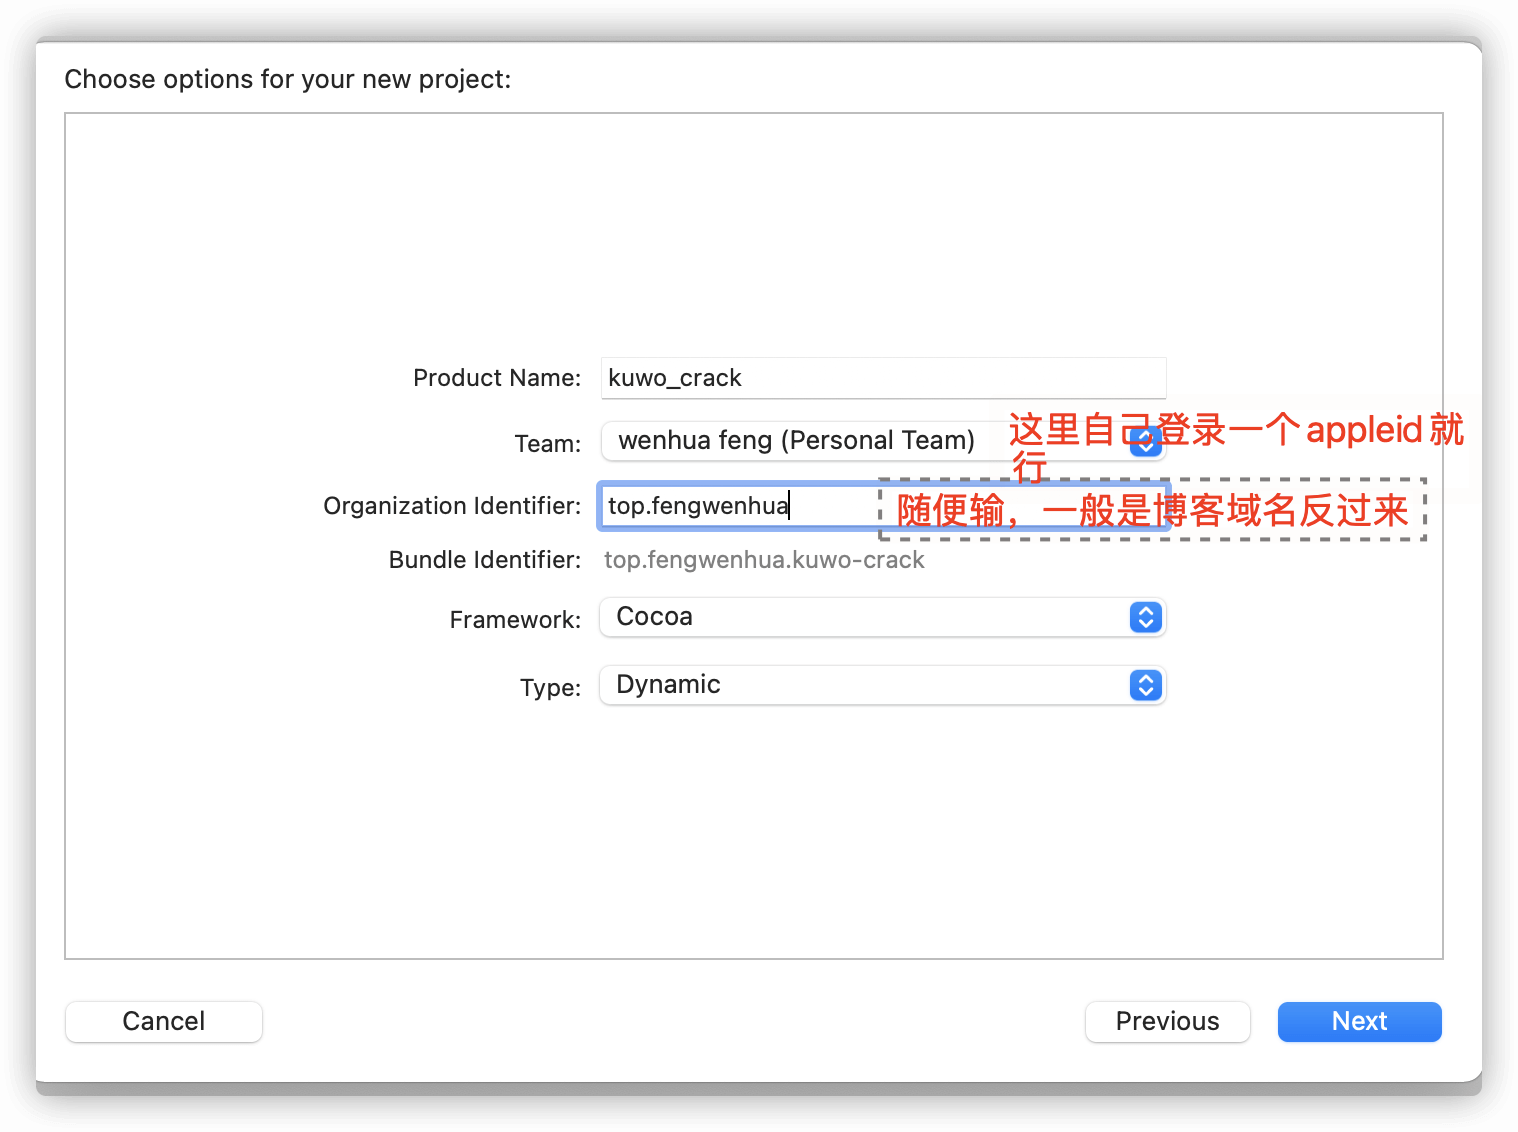 Choose options for your new project:
Product Name: kuwo_crack
Team: wenhua feng (Personal Team)
这里自己登录一个appleid就
行
Organization Identifier: top.fengwenhua
随便输，一般是博客域名反过来
Bundle Identifier: top.fengwenhua.kuwo-crack
Framework: Cocoa
Type: Dynamic
Cancel Previous Next